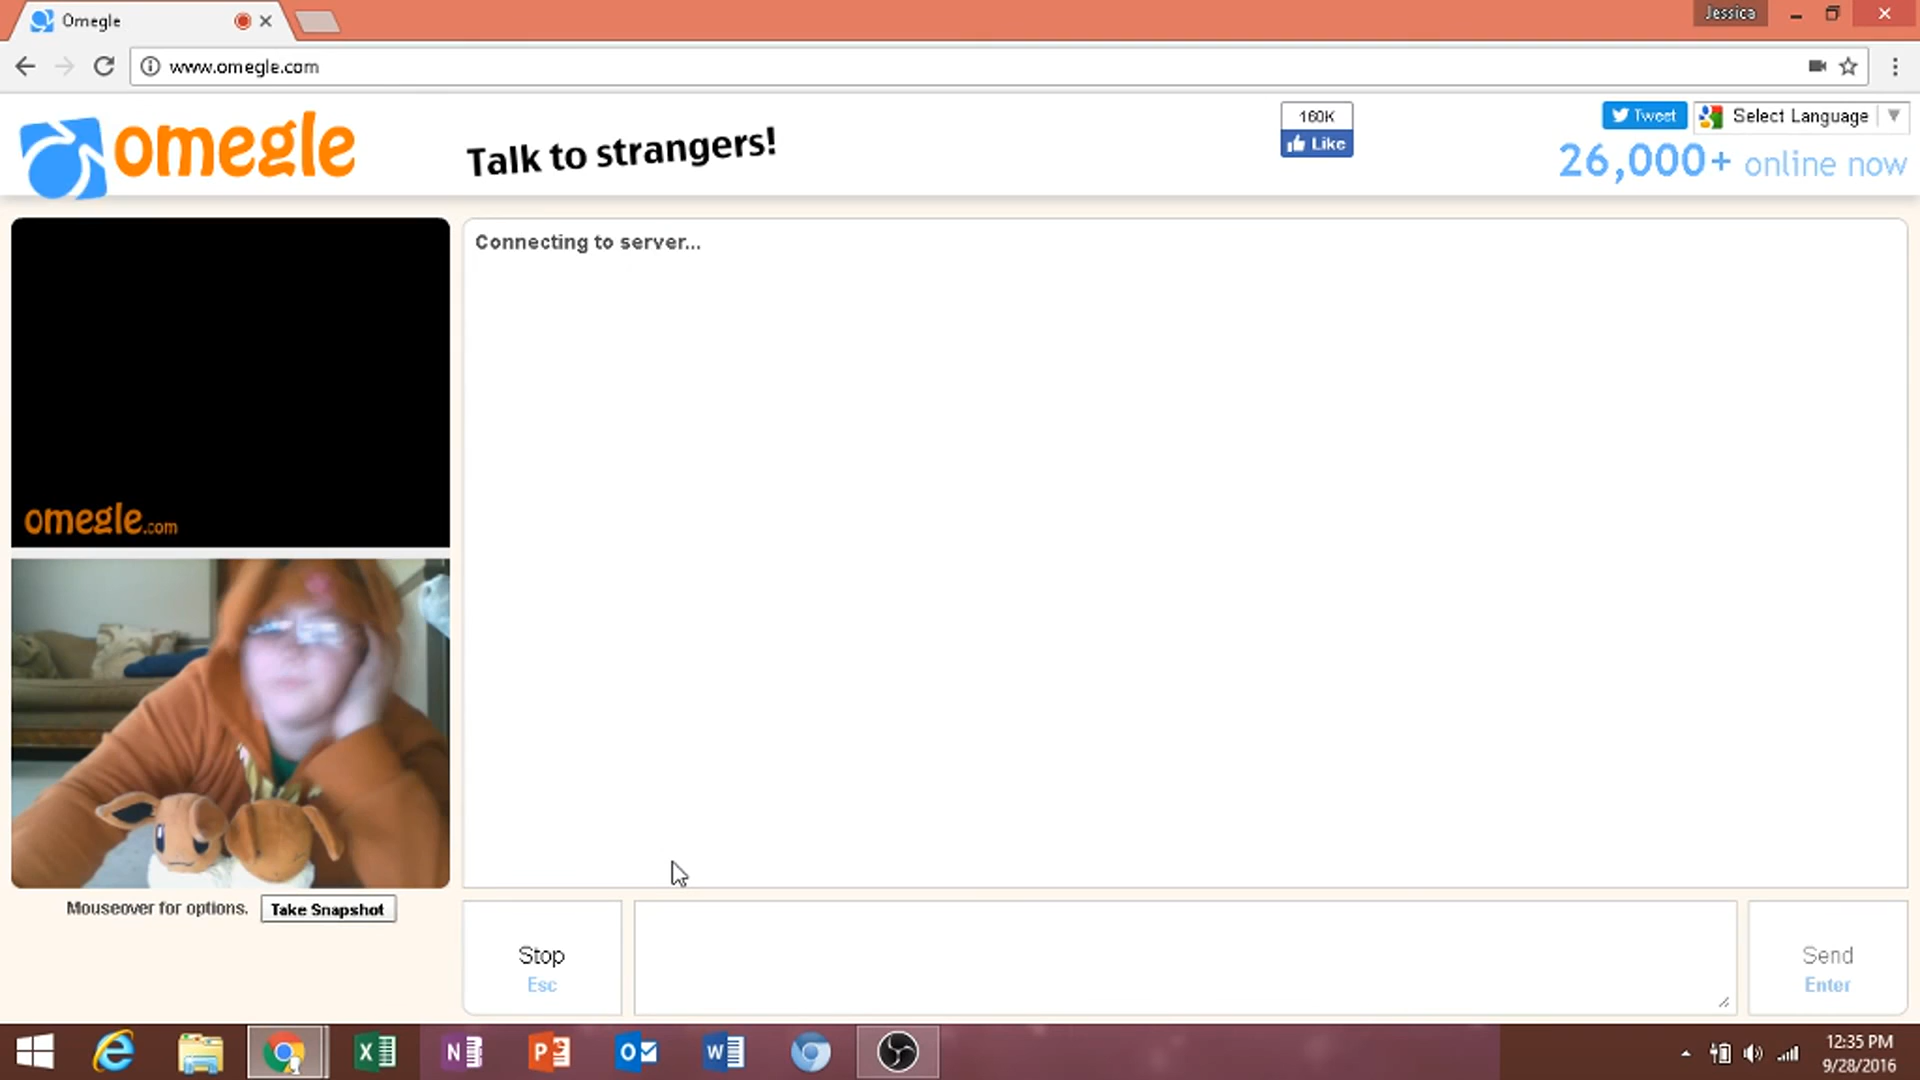 Omegle
Jessica
www.omegle.com
omegle
Talk to strangers!
160K
Like
Tweet
Select Language
26,000+ online now
Connecting to server...
omegle.com
Mouseover for options.
Take Snapshot
Stop
Esc
Send
Enter
12:35 PM
9/28/2016